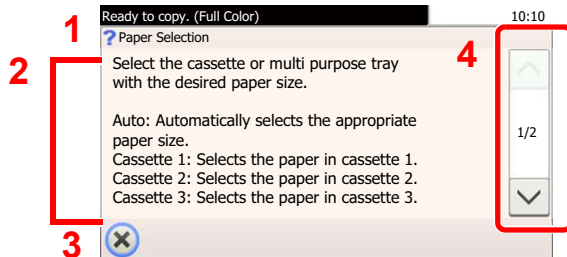 Ready to copy. (Full Color) 10:10
1
? Paper Selection
2
4
Select the cassette or multi purpose tray
with the desired paper size.
Auto: Automatically selects the appropriate
paper size.
1/2
Cassette 1: Selects the paper in cassette 1.
Cassette 2: Selects the paper in cassette 2.
Cassette 3: Selects the paper in cassette 3.
3